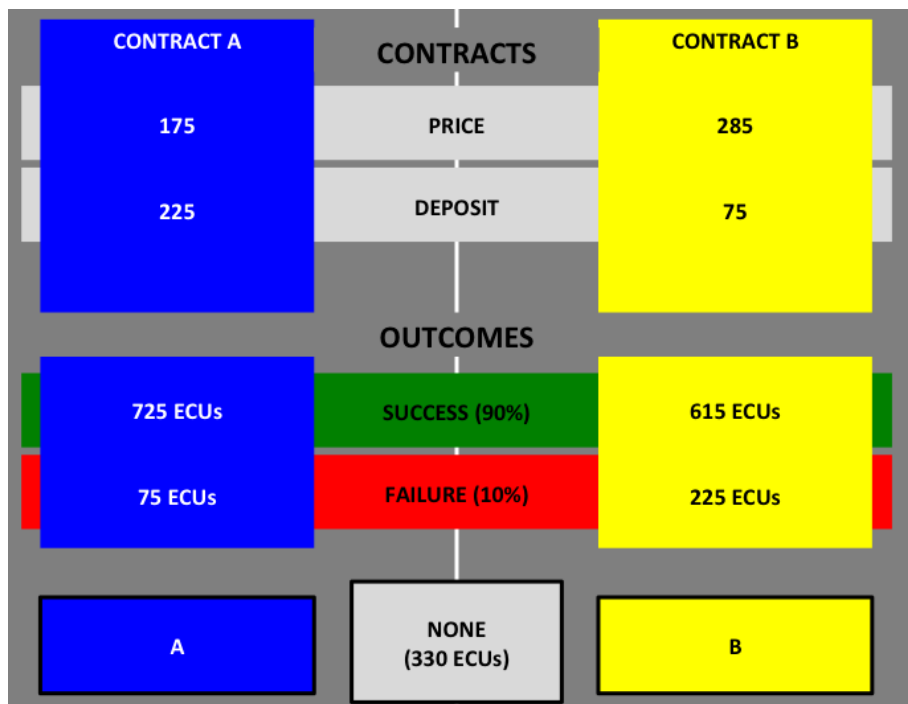 CONTRACT A
CONTRACTS
CONTRACT B
175
PRICE
285
225
DEPOSIT
75
OUTCOMES
725 ECUs
SUCCESS (90%)
615 ECUs
75 ECUs
FAILURE (10%)
225 ECUs
A
NONE
(330 ECUs)
B